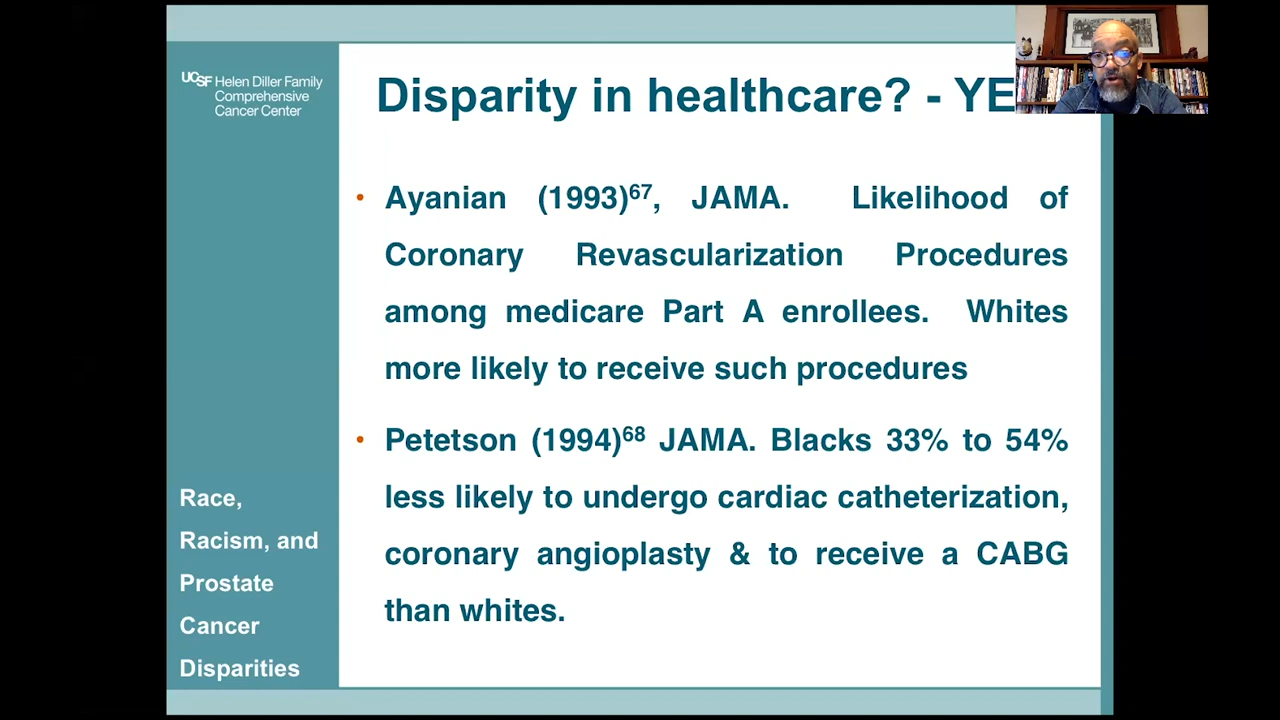 UCSF Helen Diller Family
Comprehensive
Cancer Center
Disparity in healthcare? - YE
• Ayanian (1993)67, JAMA. Likelihood of
Coronary Revascularization Procedures
among medicare Part A enrollees. Whites
more likely to receive such procedures
• Petetson (1994)68 JAMA. Blacks 33% to 54%
less likely to undergo cardiac catheterization,
coronary angioplasty & to receive a CABG
than whites.
Race,
Racism, and
Prostate
Cancer
Disparities